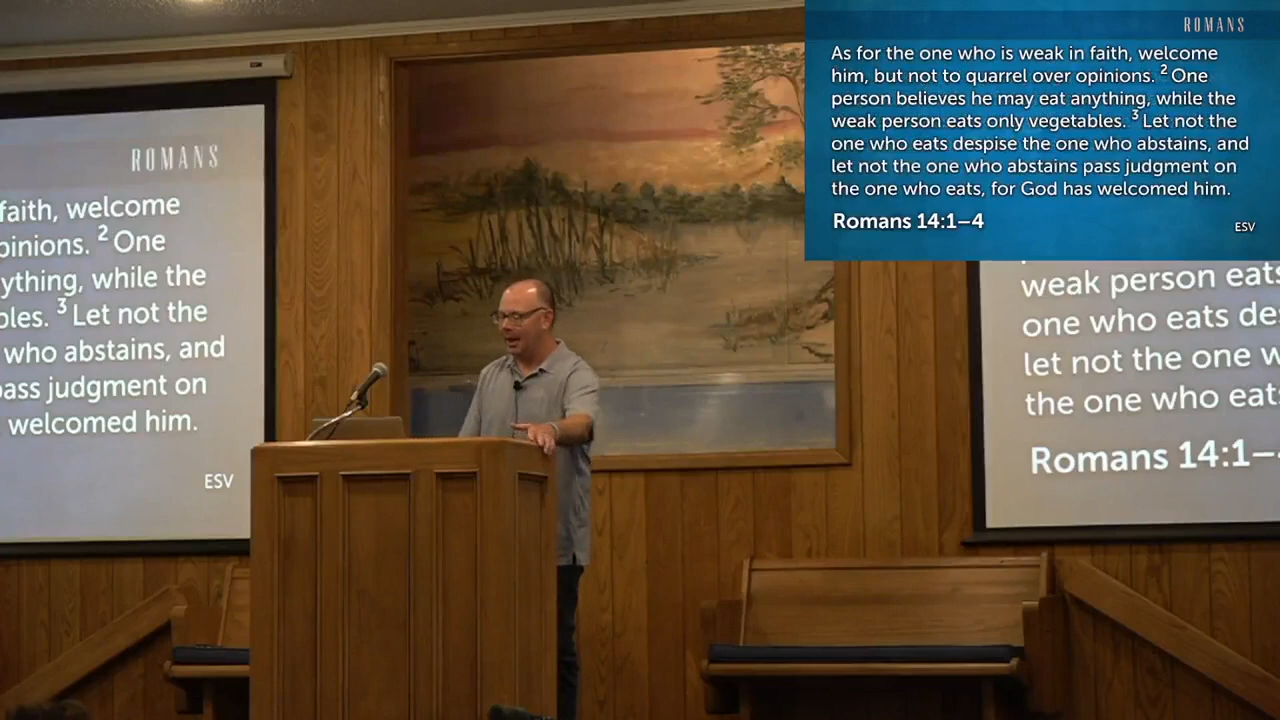 ROMANS
As for the one who is weak in faith, welcome
him, but not to quarrel over opinions. 2 One
person believes he may eat anything, while the
weak person eats only vegetables. 3 Let not the
one who eats despise the one who abstains, and
let not the one who abstains pass judgment on
the one who eats, for God has welcomed him.
Romans 14:1–4
ESV
ROMANS
faith, welcome
pinions. 2 One
ything, while the
bles. 3 Let not the
who abstains, and
pass judgment on
welcomed him.
ESV
weak person eats
one who eats des
let not the one w
the one who eats
Romans 14:1–4